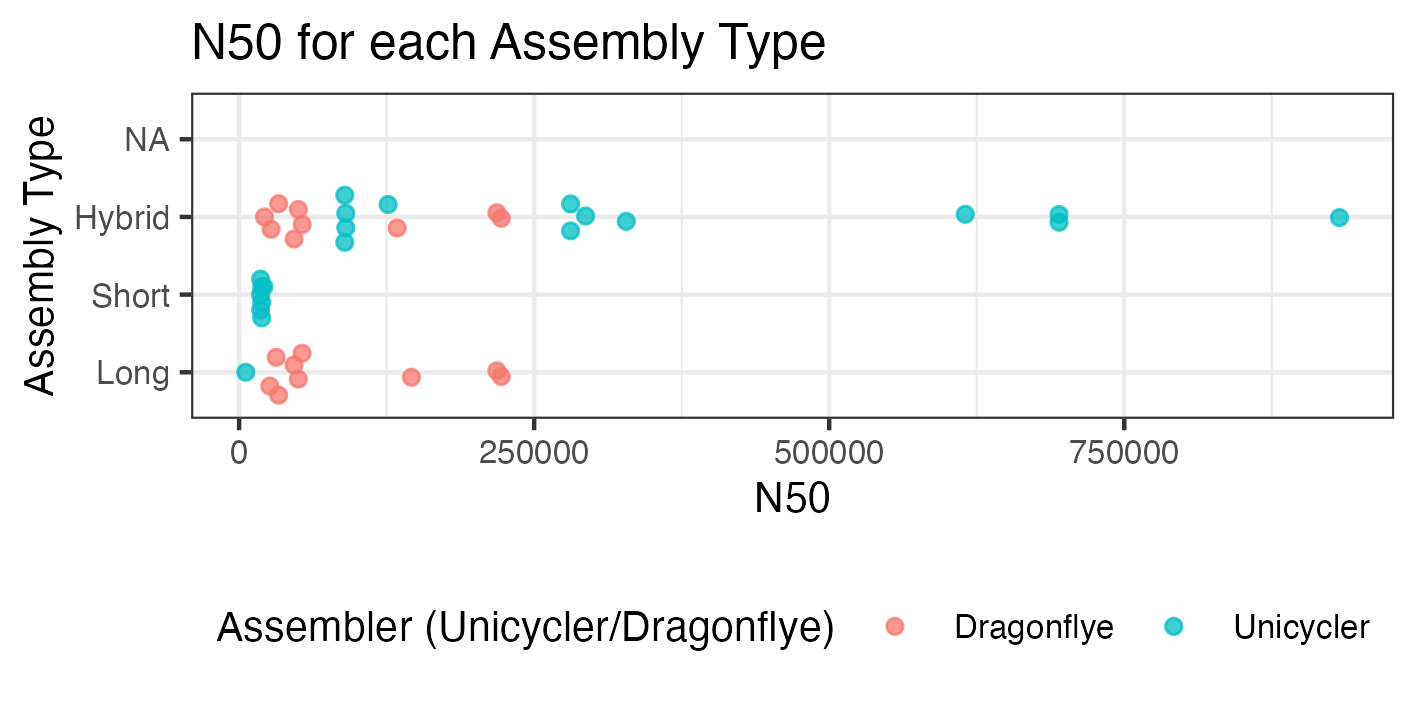 N50 for each Assembly Type
Assembly Type
NA
Hybrid
Short
Long
0 250000 500000 750000
N50
Assembler (Unicycler/Dragonflye) Dragonflye Unicycler